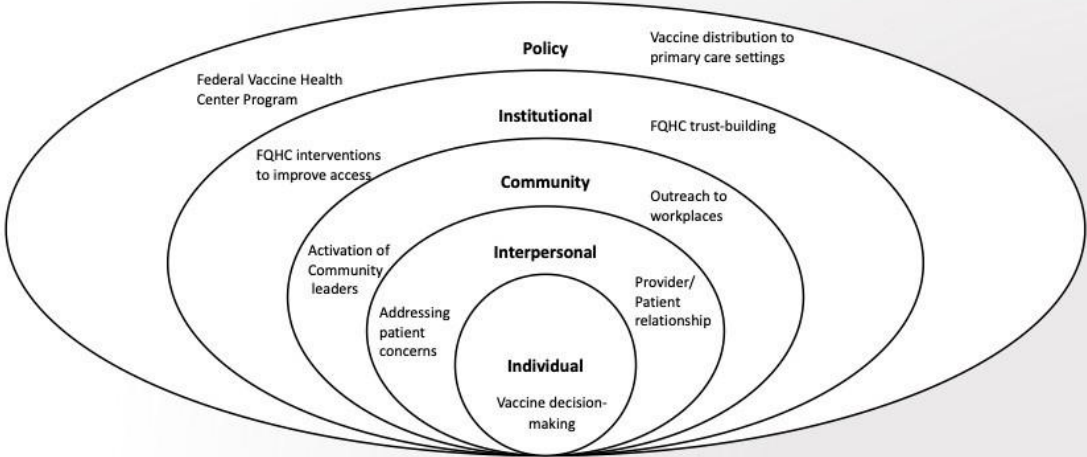 Policy
Vaccine distribution to
primary care settings
Federal Vaccine Health
Center Program
Institutional
FQHC trust-building
FQHC interventions
to improve access
Community
Outreach to
workplaces
Activation of
Community
leaders
Interpersonal
Provider/
Patient
relationship
Addressing
patient
concerns
Individual
Vaccine decision-
making